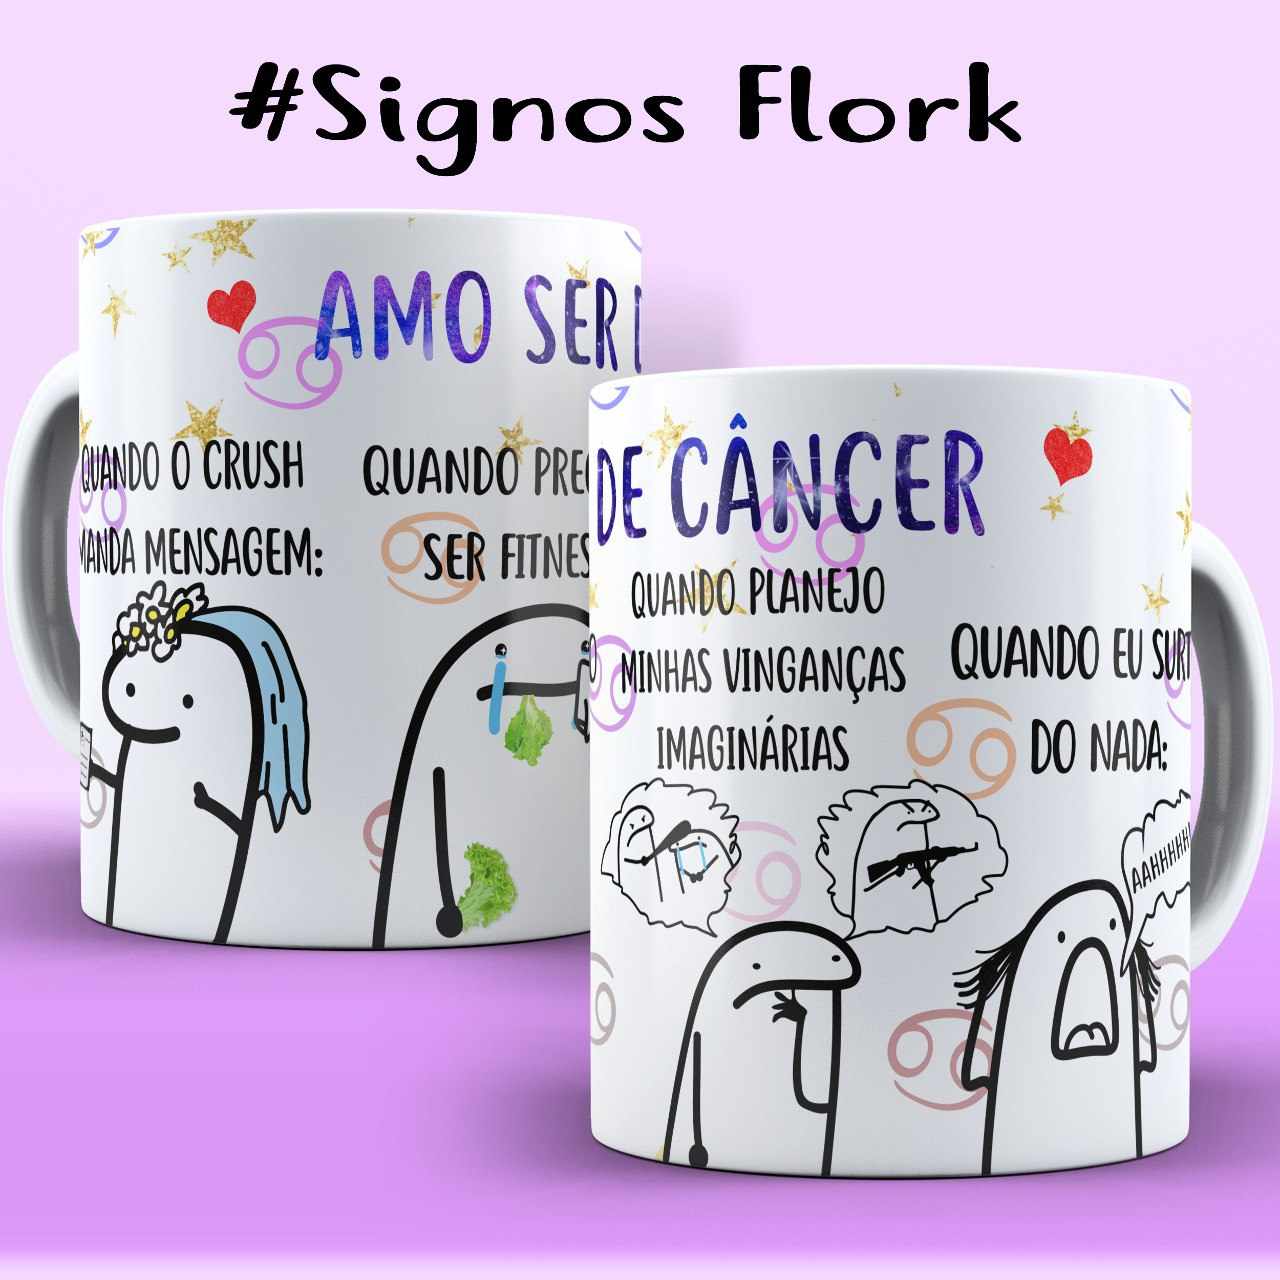 #Signos Flork
AMO SER D
QUANDO O CRUSH
MANDA MENSAGEM:
QUANDO PREC
SER FITNES
DE CÂNCER
QUANDO PLANEJO
MINHAS VINGANÇAS
IMAGINÁRIAS
QUANDO EU SURT
DO NADA:
AAHHHHH